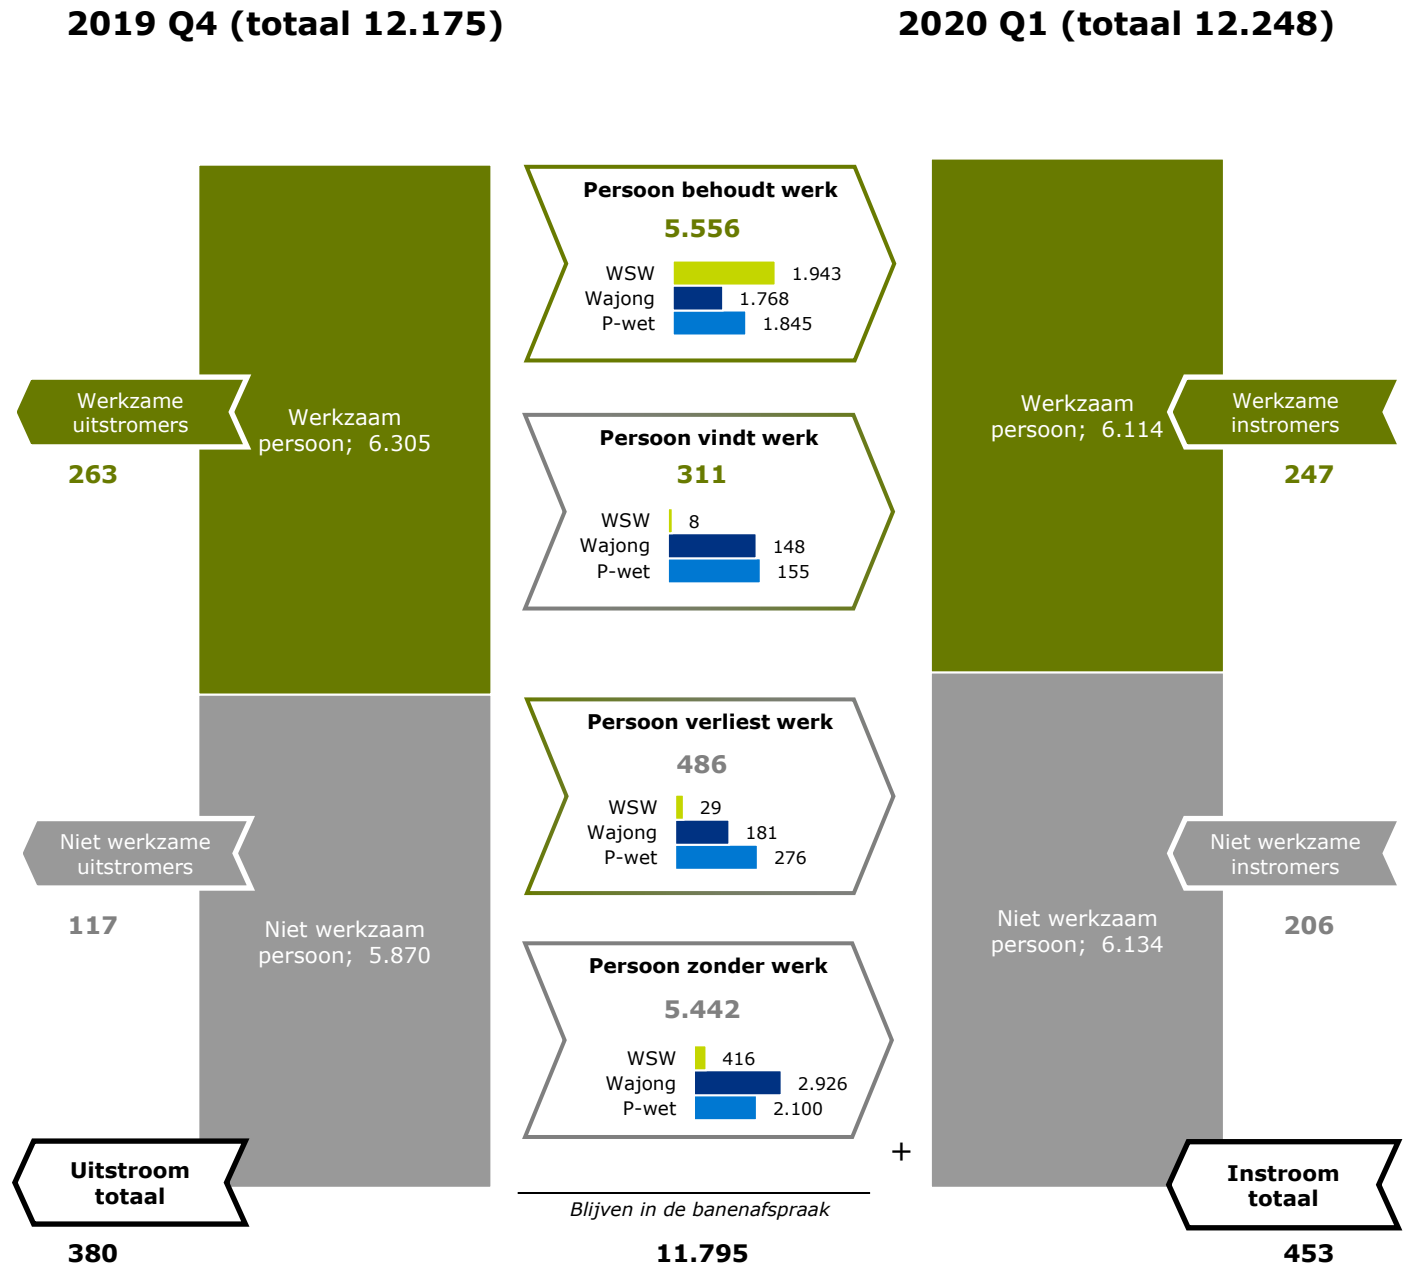 2019 Q4 (totaal 12.175)
2020 Q1 (totaal 12.248)
Persoon behoudt werk
5.556
WSW 1.943
Wajong 1.768
P-wet 1.845
Werkzame
uitstromers
263
Werkzaam
persoon; 6.305
Persoon vindt werk
311
WSW 8
Wajong 148
P-wet 155
Werkzaam
persoon; 6.114
Werkzame
instromers
247
Persoon verliest werk
486
WSW 29
Wajong 181
P-wet 276
Niet werkzame
uitstromers
117
Niet werkzaam
persoon; 5.870
Persoon zonder werk
5.442
WSW 416
Wajong 2.926
P-wet 2.100
Niet werkzaam
persoon; 6.134
Niet werkzame
instromers
206
+
Uitstroom
totaal
380
Blijven in de banenafspraak
11.795
Instroom
totaal
453